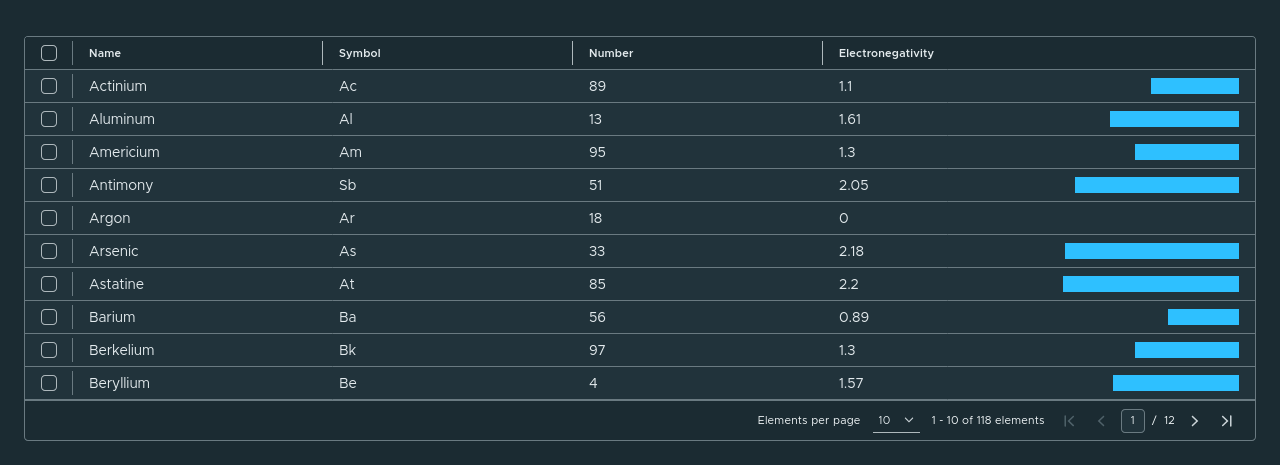 Name Symbol Number Electronegativity
Actinium Ac 89 1.1
Aluminum Al 13 1.61
Americium Am 95 1.3
Antimony Sb 51 2.05
Argon Ar 18 0
Arsenic As 33 2.18
Astatine At 85 2.2
Barium Ba 56 0.89
Berkelium Bk 97 1.3
Beryllium Be 4 1.57
Elements per page 10 1 - 10 of 118 elements 1 / 12